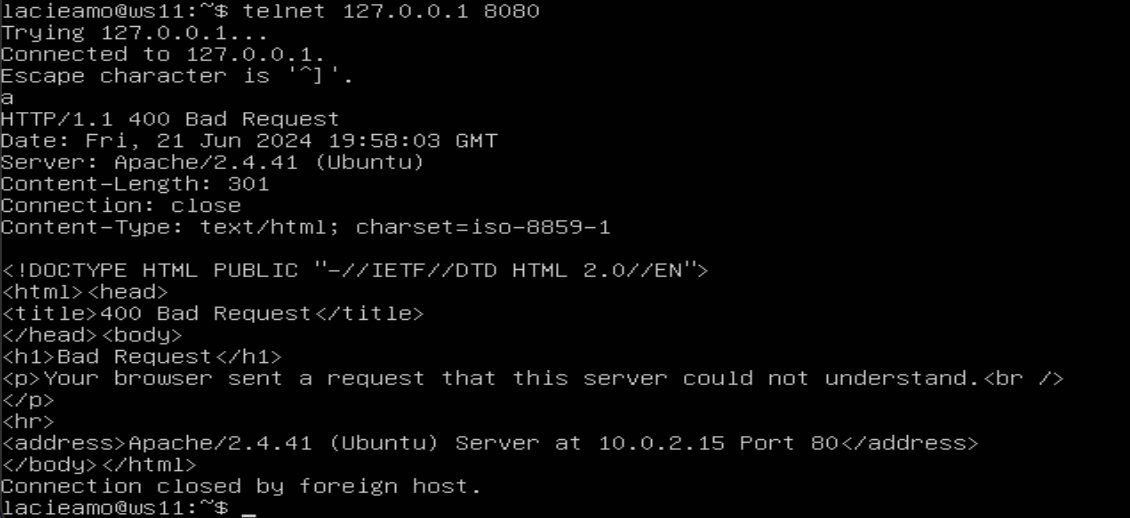 lacieamo@ws11:~$ telnet 127.0.0.1 8080
Trying 127.0.0.1...
Connected to 127.0.0.1.
Escape character is '^]'.
a
HTTP/1.1 400 Bad Request
Date: Fri, 21 Jun 2024 19:58:03 GMT
Server: Apache/2.4.41 (Ubuntu)
Content-Length: 301
Connection: close
Content-Type: text/html; charset=iso-8859-1

<!DOCTYPE HTML PUBLIC "-//IETF//DTD HTML 2.0//EN">
<html><head>
<title>400 Bad Request</title>
</head><body>
<h1>Bad Request</h1>
<p>Your browser sent a request that this server could not understand.<br />
</p>
<hr>
<address>Apache/2.4.41 (Ubuntu) Server at 10.0.2.15 Port 80</address>
</body></html>
Connection closed by foreign host.
lacieamo@ws11:~$ _